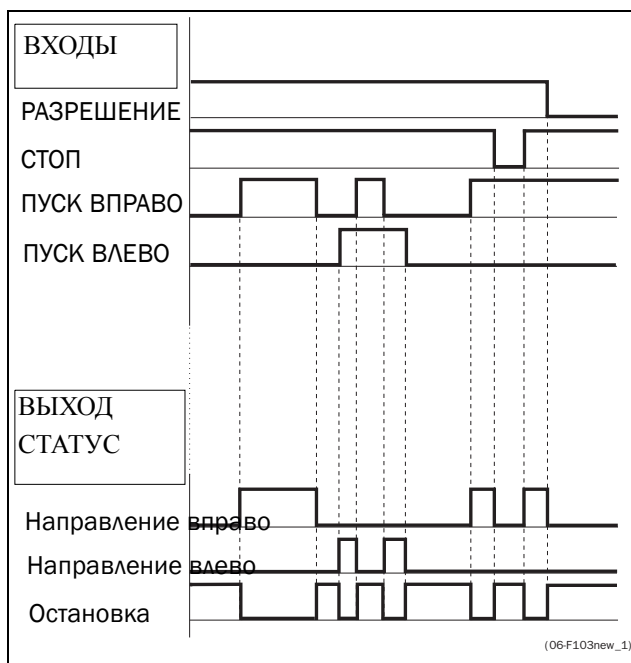 ВХОДЫ
РАЗРЕШЕНИЕ
СТОП
ПУСК ВПРАВО
ПУСК ВЛЕВО
ВЫХОД
СТАТУС
Направление вправо
Направление влево
Остановка
(06-F103new_1)